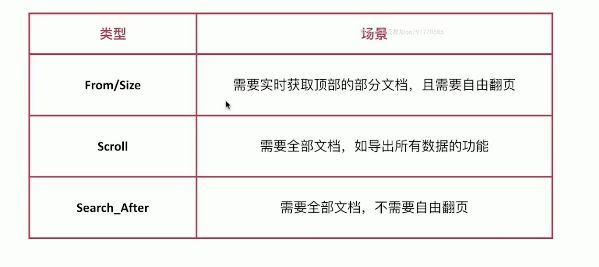 类型
场景
From/Size
需要实时获取顶部的部分文档，且需要自由翻页
Scroll
需要全部文档，如导出所有数据的功能
Search_After
需要全部文档，不需要自由翻页